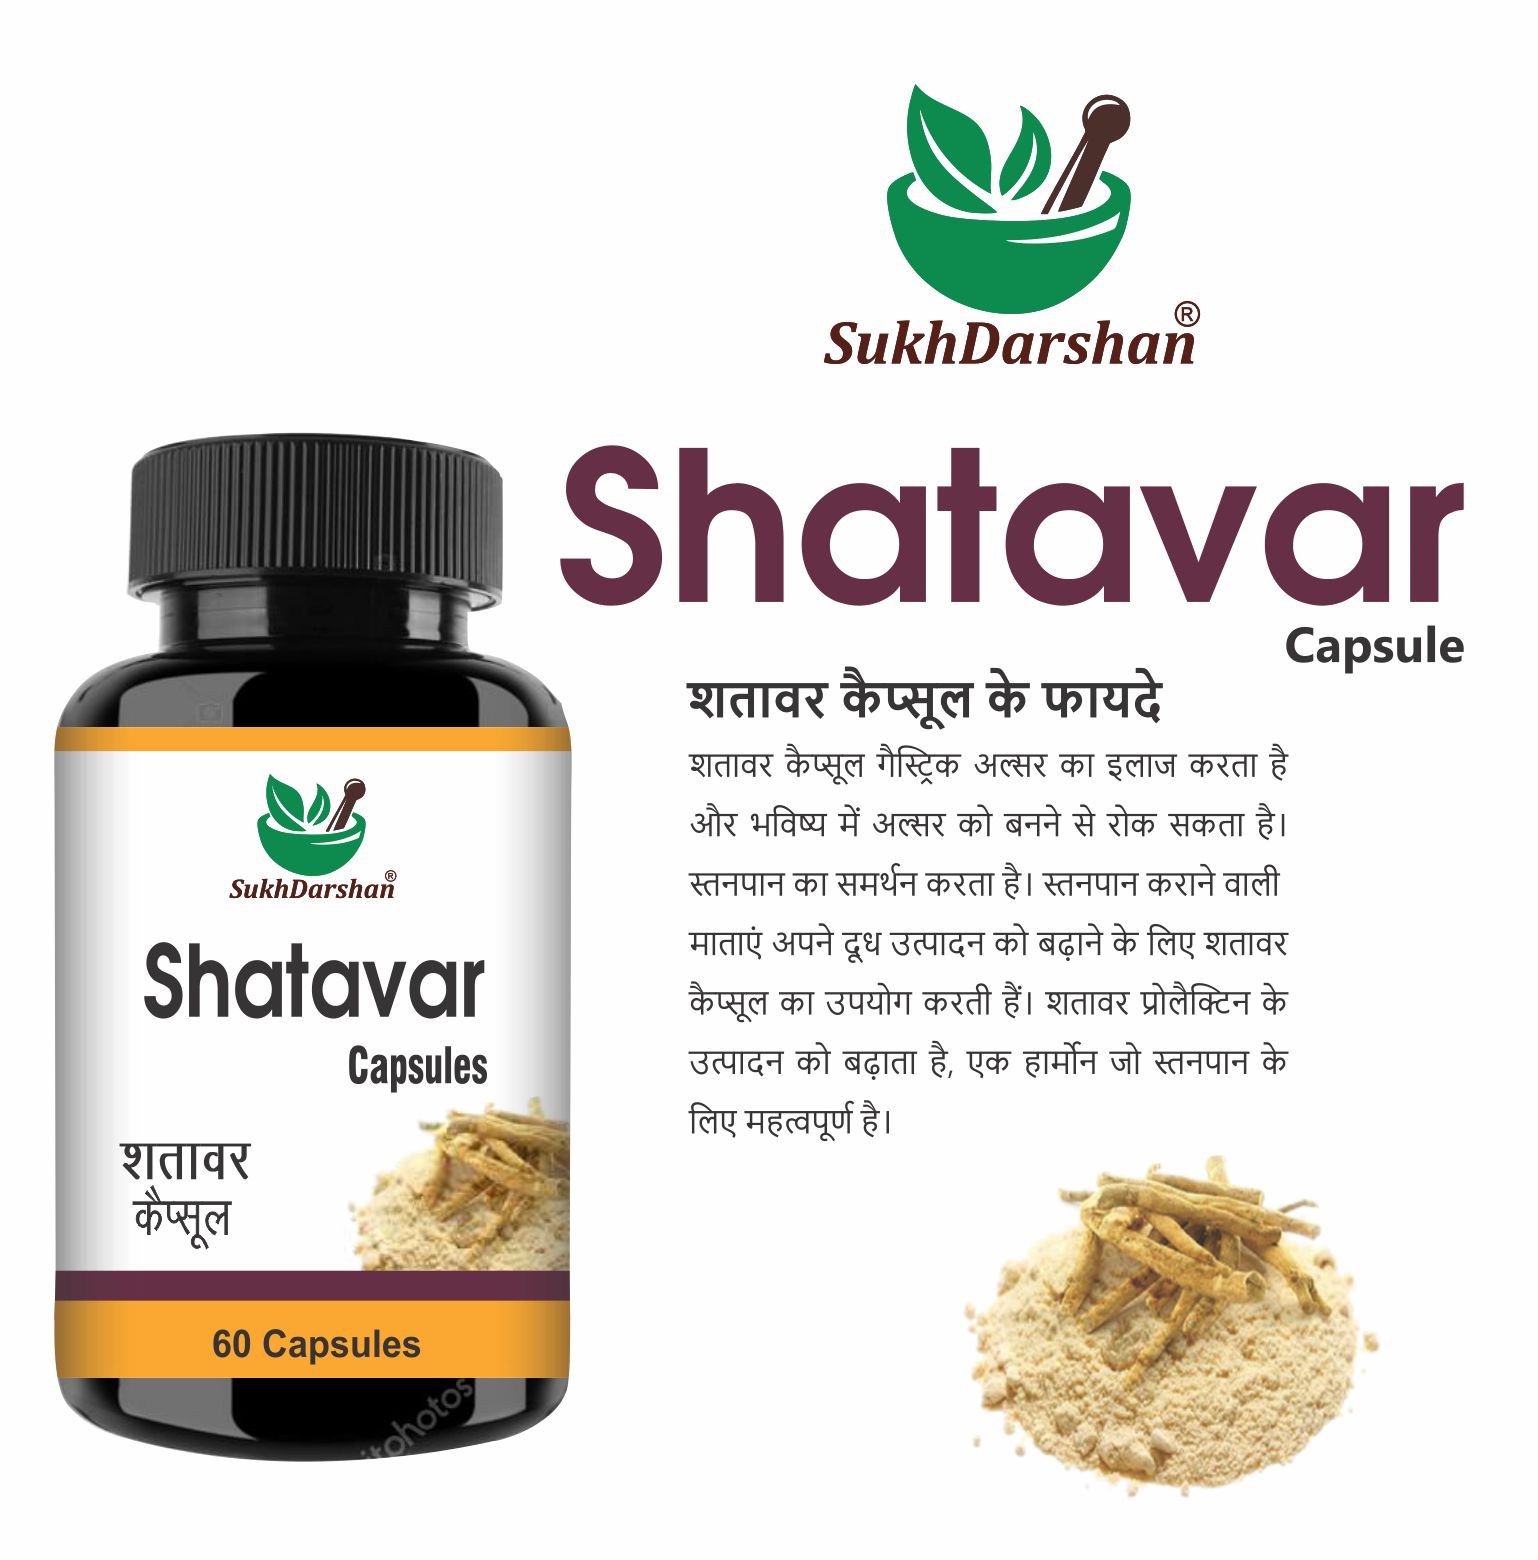 SukhDarshan®
Shatavar
Capsule
शतावर कैप्सूल के फायदे
शतावर कैप्सूल गैस्ट्रिक अल्सर का इलाज करता है
और भविष्य में अल्सर को बनने से रोक सकता है।
स्तनपान का समर्थन करता है। स्तनपान कराने वाली
माताएं अपने दूध उत्पादन को बढ़ाने के लिए शतावर
कैप्सूल का उपयोग करती हैं। शतावर प्रोलैक्टिन के
उत्पादन को बढ़ाता है, एक हार्मोन जो स्तनपान के
लिए महत्वपूर्ण है।
SukhDarshan®
Shatavar
Capsules
शतावर
कैप्सूल
60 Capsules